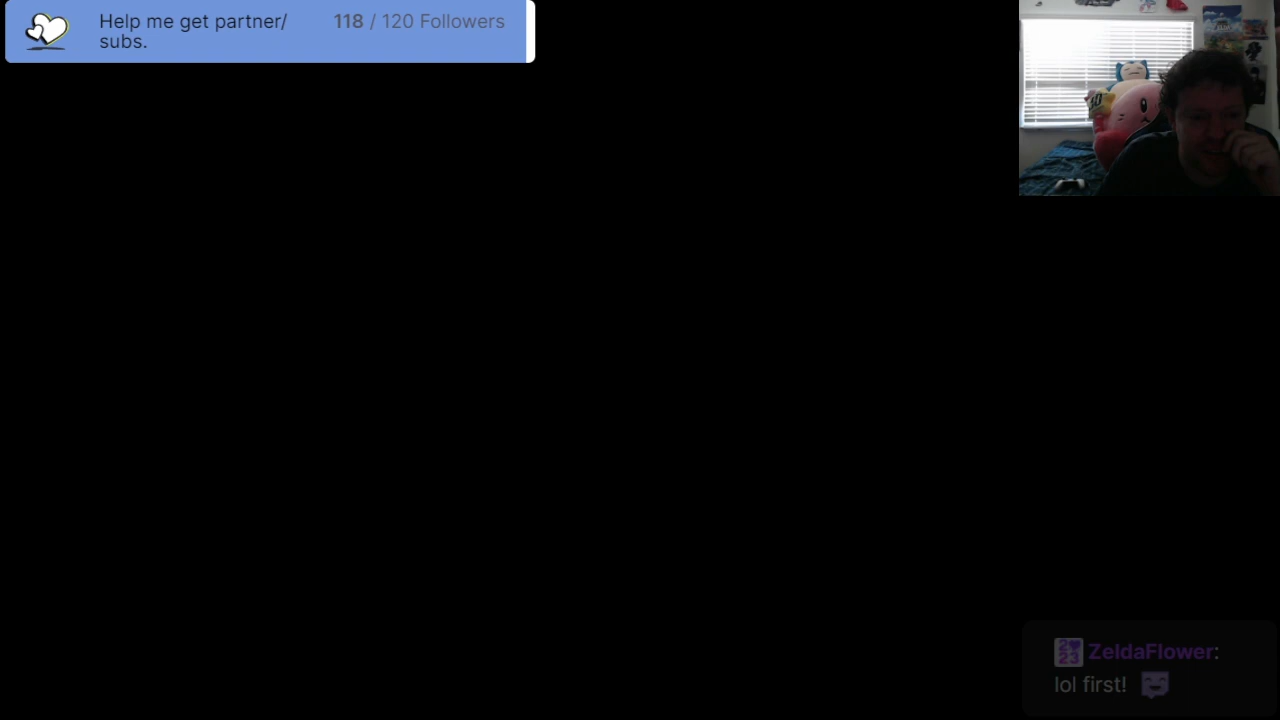 Help me get partner/ 118 / 120 Followers
subs.
ZeldaFlower:
lol first!